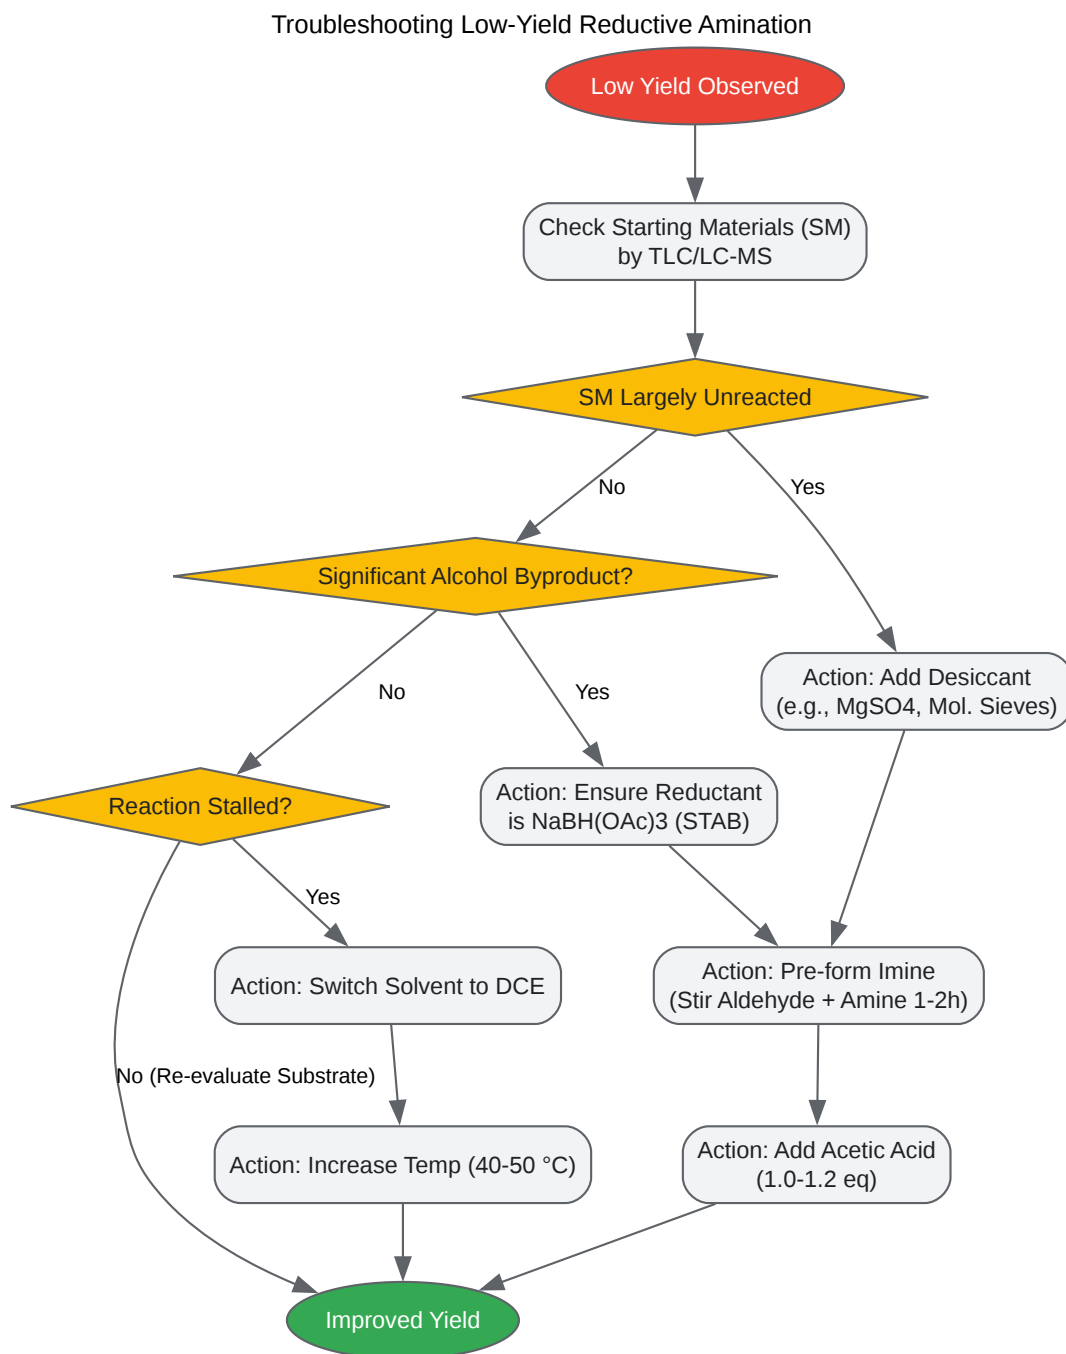 Troubleshooting Low-Yield Reductive Amination
Low Yield Observed
Check Starting Materials (SM)
by TLC/LC-MS
SM Largely Unreacted
No
Yes
Significant Alcohol Byproduct?
No
Yes
Action: Add Desiccant
(e.g., MgSO4, Mol. Sieves)
Reaction Stalled?
Action: Ensure Reductant
is NaBH(OAc)3 (STAB)
Yes
Action: Switch Solvent to DCE
Action: Pre-form Imine
(Stir Aldehyde + Amine 1-2h)
No (Re-evaluate Substrate)
Action: Increase Temp (40-50 °C)
Action: Add Acetic Acid
(1.0-1.2 eq)
Improved Yield